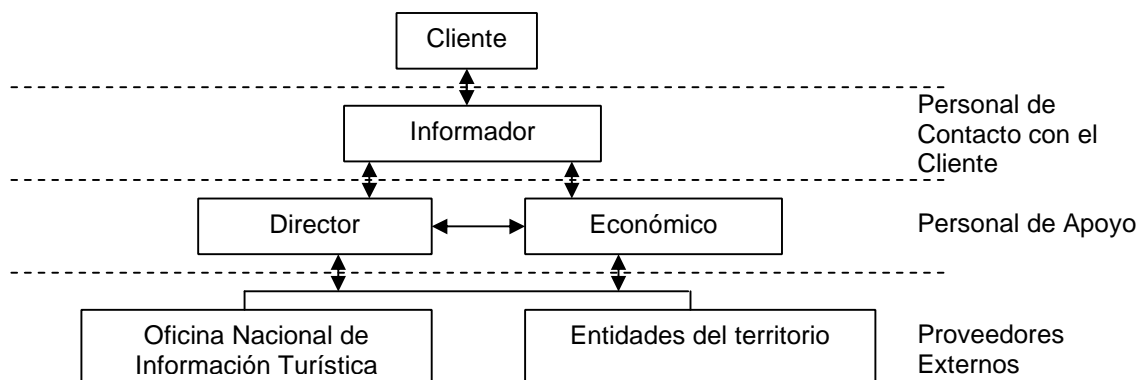 Cliente
Informador
Personal de
Contacto con el
Cliente
Director
Económico
Personal de Apoyo
Oficina Nacional de
Información Turística
Entidades del territorio
Proveedores
Externos